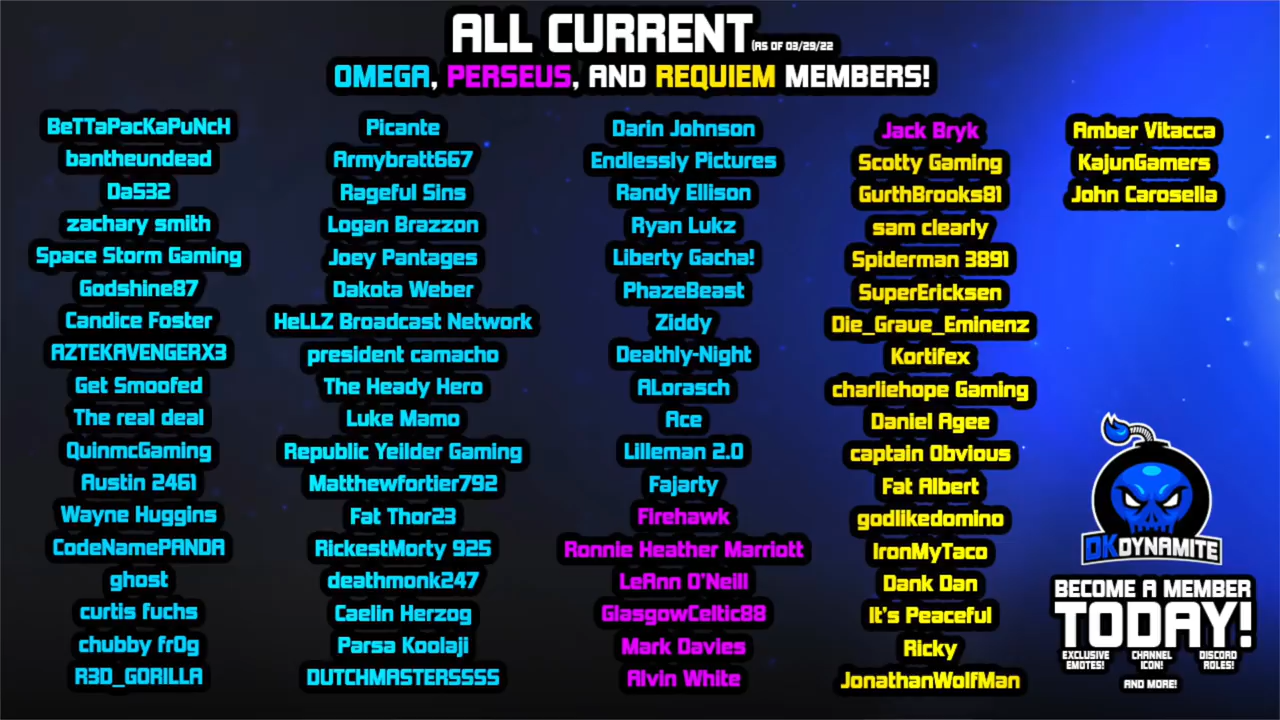 ALL CURRENT (AS OF 03/29/22
OMEGA, PERSEUS, AND REQUIEM MEMBERS!
BeTTaPacKaPuNcH
bantheundead
Da532
zachary smith
Space Storm Gaming
Godshine87
Candice Foster
AZTEKAVENGERX3
Get Smoofed
The real deal
QuinmcGaming
Austin 2461
Wayne Huggins
CodeNamePANDA
ghost
curtis fuchs
chubby fr0g
R3D_GORILLA
Picante
Armybratt667
Rageful Sins
Logan Brazzon
Joey Pantages
Dakota Weber
HeLLZ Broadcast Network
president camacho
The Heady Hero
Luke Mamo
Republic Yeilder Gaming
Matthewfortier792
Fat Thor23
RickestMorty 925
deathmonk247
Caelin Herzog
Parsa Koolaji
DUTCHMASTERSSSS
Darin Johnson
Endlessly Pictures
Randy Ellison
Ryan Lukz
Liberty Gacha!
PhazeBeast
Ziddy
Deathly-Night
ALorasch
Ace
Lilleman 2.0
Fajarty
Firehawk
Ronnie Heather Marriott
LeAnn O'Neill
GlasgowCeltic88
Mark Davies
Alvin White
Jack Bryk
Scotty Gaming
GurthBrooks81
sam clearly
Spiderman 3891
SuperEricksen
Die_Graue_Eminenz
Kortifex
charliehope Gaming
Daniel Agee
captain Obvious
Fat Albert
godlikedomino
IronMyTaco
Dank Dan
It's Peaceful
Ricky
JonathanWolfMan
Amber Vitacca
KajunGamers
John Carosella
DKDYNAMITE
BECOME A MEMBER
TODAY!
EXCLUSIVE EMOTES!
CHANNEL ICON!
DISCORD ROLES!
AND MORE!